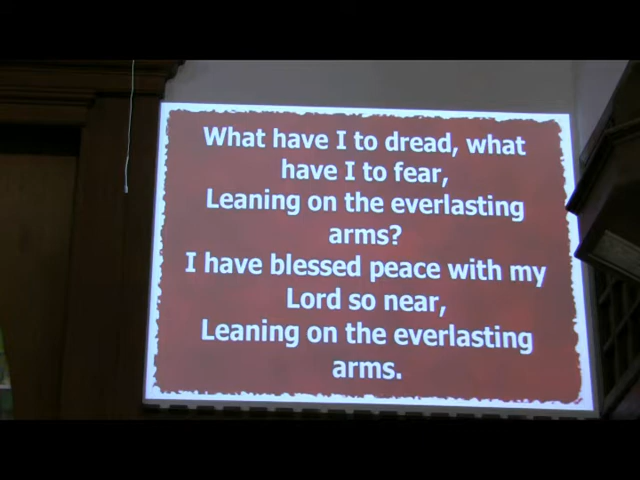 What have I to dread, what
have I to fear,
Leaning on the everlasting
arms?
I have blessed peace with my
Lord so near,
Leaning on the everlasting
arms.